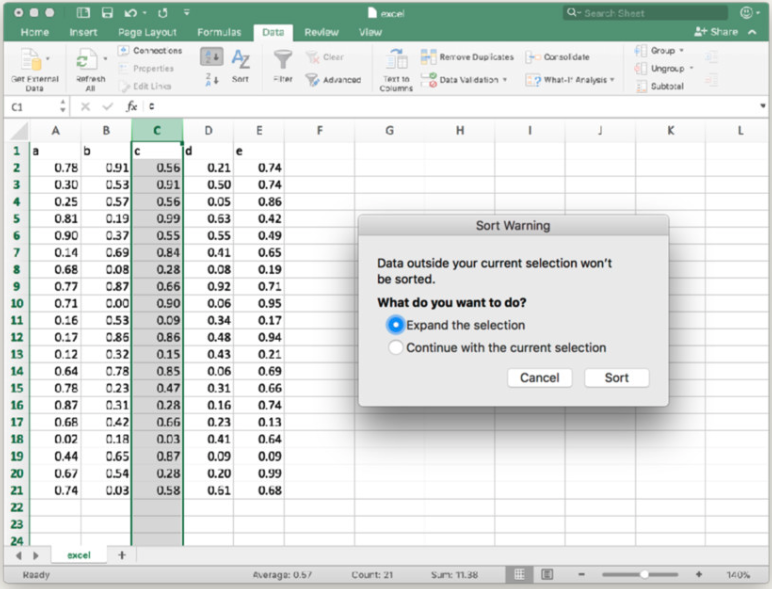 excel
Search Sheet
Home Insert Page Layout Formulas Data Review View
Share
Get External Data
Refresh All
Connections
Properties
Edit Links
Sort
Filter
Clear
Advanced
Text to Columns
Remove Duplicates
Data Validation
Consolidate
What-If Analysis
Group
Ungroup
Subtotal
C1 fx c
A B C D E F G H I J K L
1 a b c d e
2 0.78 0.91 0.56 0.21 0.74
3 0.30 0.53 0.91 0.50 0.74
4 0.25 0.57 0.56 0.05 0.86
5 0.81 0.19 0.99 0.63 0.42
6 0.90 0.37 0.55 0.55 0.49
7 0.14 0.69 0.84 0.41 0.65
8 0.68 0.08 0.28 0.08 0.19
9 0.77 0.87 0.66 0.92 0.71
10 0.71 0.00 0.90 0.06 0.95
11 0.16 0.53 0.09 0.34 0.17
12 0.17 0.86 0.86 0.48 0.94
13 0.12 0.32 0.15 0.43 0.21
14 0.64 0.78 0.85 0.06 0.69
15 0.78 0.23 0.47 0.31 0.66
16 0.87 0.31 0.28 0.16 0.74
17 0.68 0.42 0.66 0.23 0.13
18 0.02 0.18 0.03 0.41 0.64
19 0.44 0.65 0.87 0.09 0.09
20 0.67 0.54 0.28 0.20 0.99
21 0.74 0.03 0.58 0.61 0.68
22
23
24
Sort Warning
Data outside your current selection won't
be sorted.
What do you want to do?
Expand the selection
Continue with the current selection
Cancel Sort
excel +
Ready Average: 0.57 Count: 21 Sum: 11.38 140%